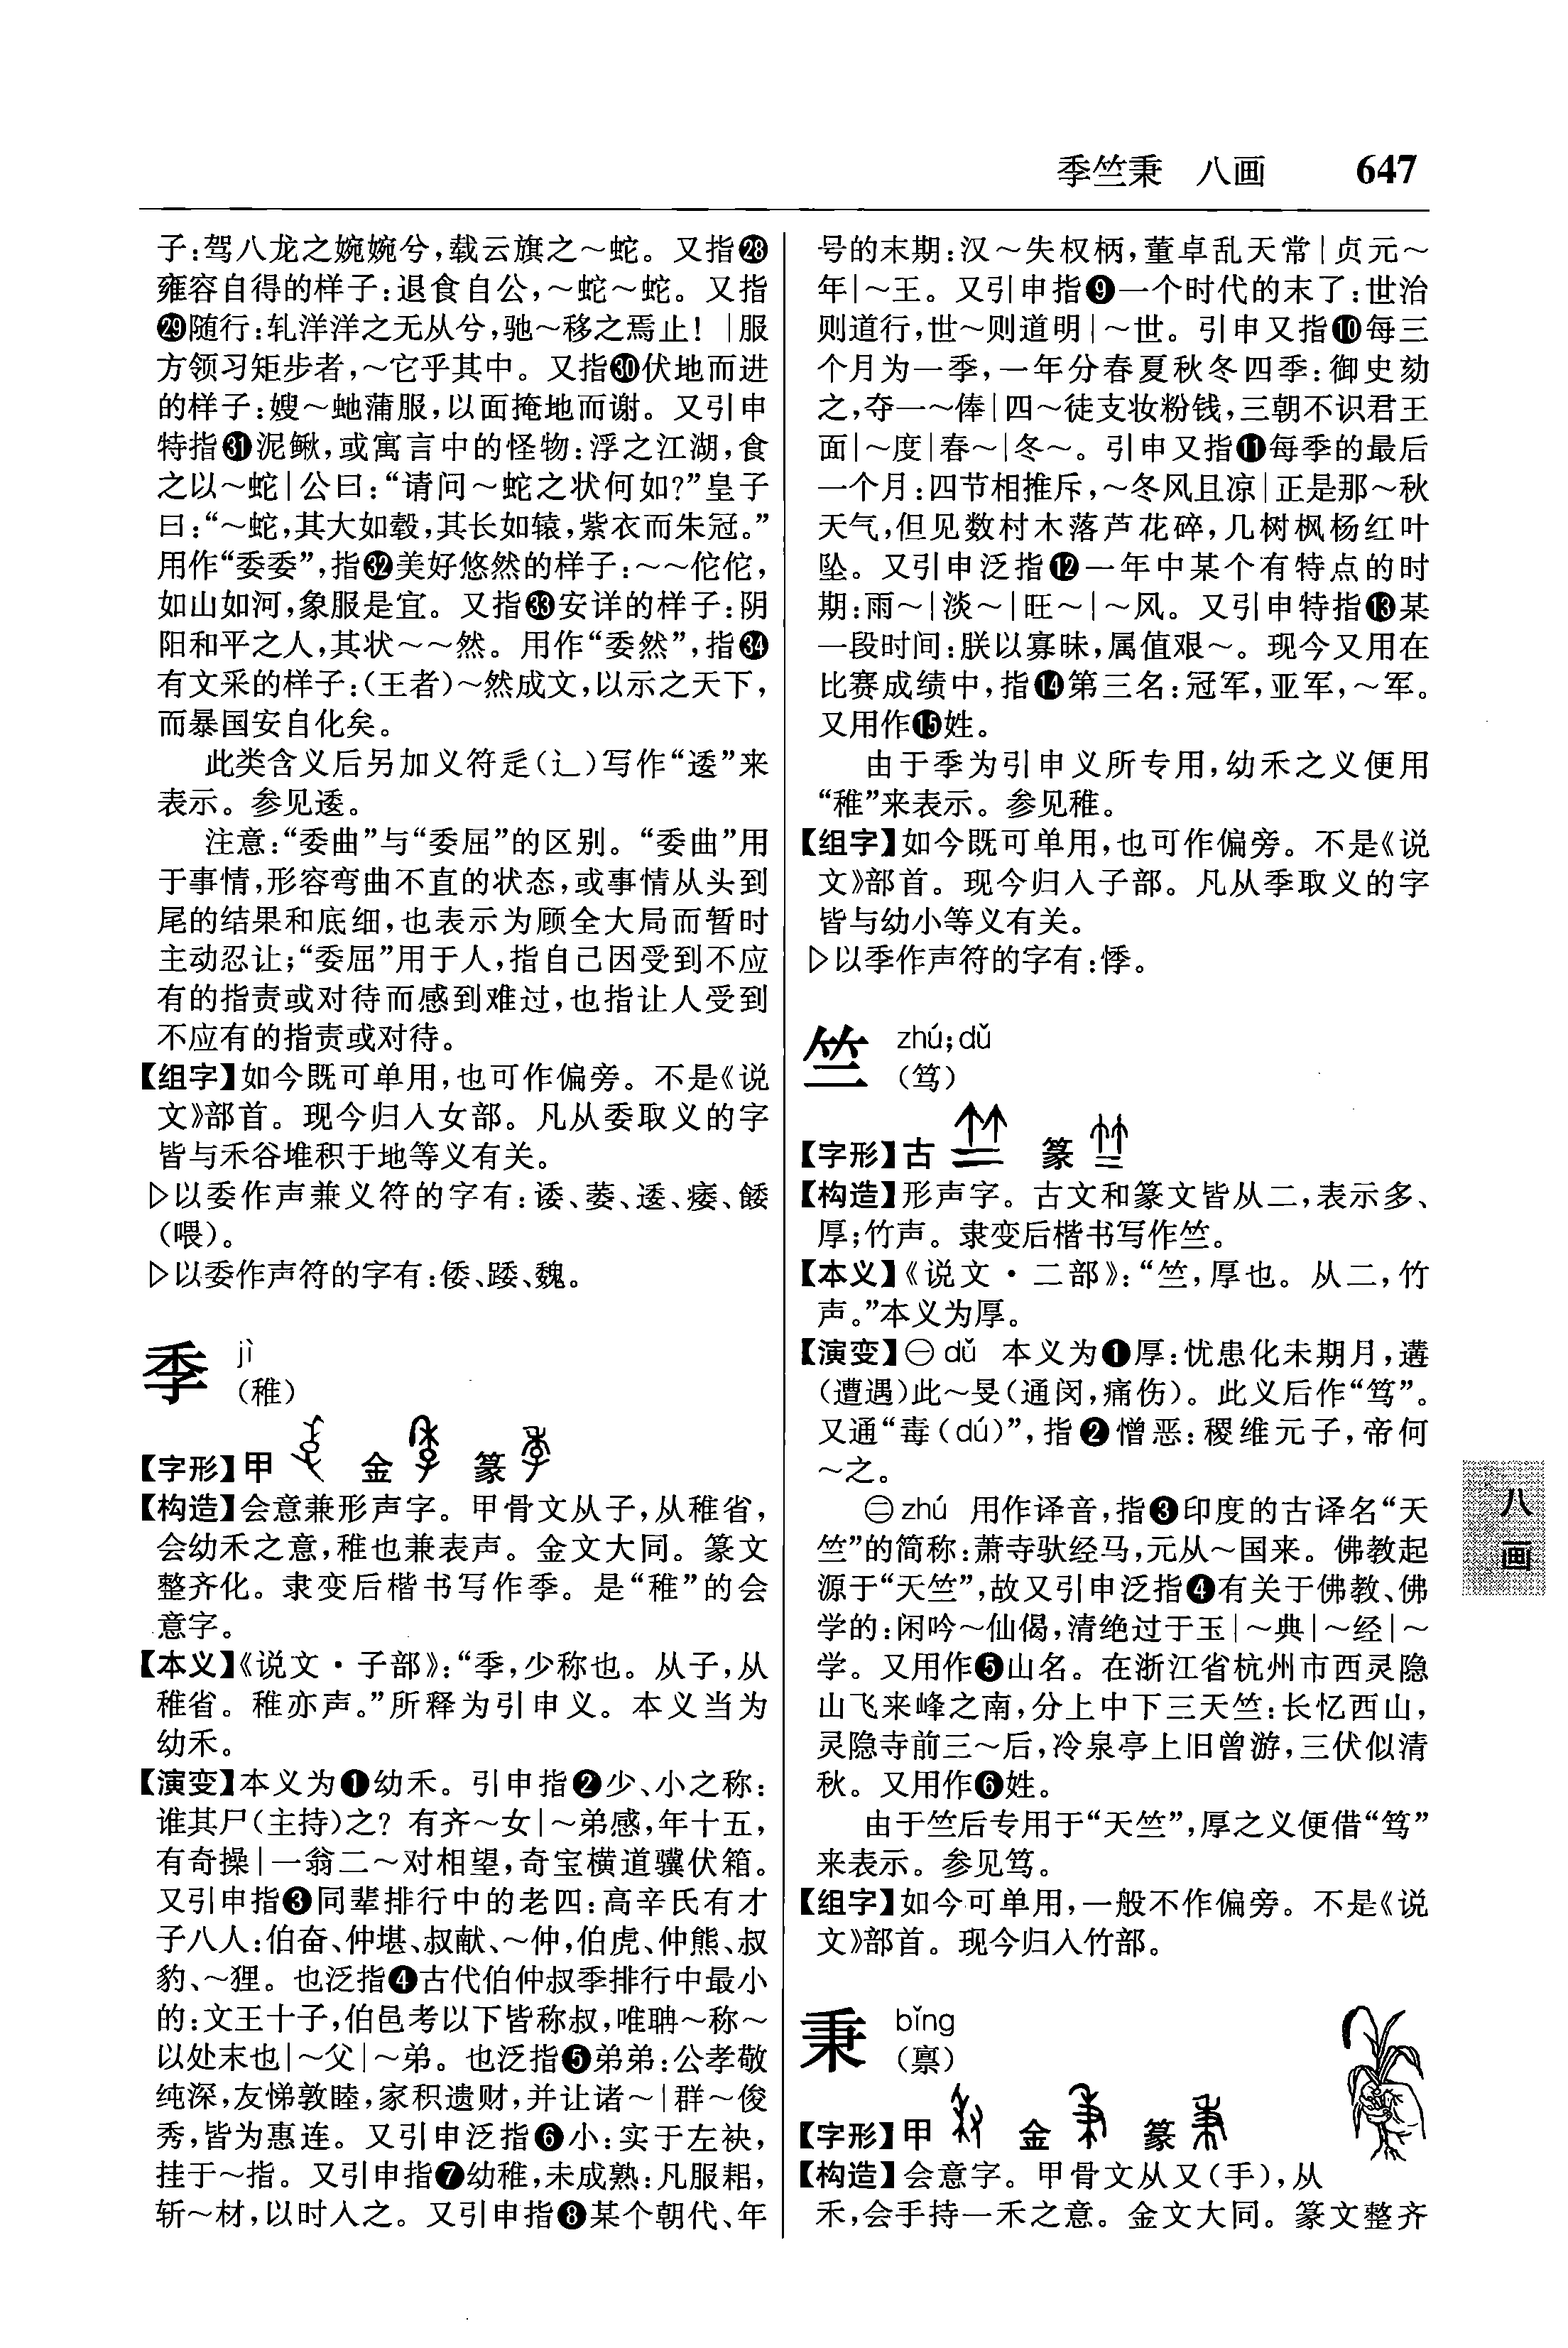 季竺秉 八画 647
子:驾八龙之婉婉兮,载云旗之～蛇。又指㉘
雍容自得的样子:退食自公,～蛇～蛇。又指
㉙随行:轧洋洋之无从兮,驰～移之焉止!|服
方领习矩步者,～它乎其中。又指㉚伏地而进
的样子:嫂～虵蒲服,以面掩地而谢。又引申
特指㉛泥鳅,或寓言中的怪物:浮之江湖,食
之以～蛇|公曰:“请问～蛇之状何如?”皇子
曰:“～蛇,其大如毂,其长如辕,紫衣而朱冠。”
用作“委委”,指㉜美好悠然的样子:～～佗佗,
如山如河,象服是宜。又指㉝安详的样子:阴
阳和平之人,其状～～然。用作“委然”,指㉞
有文采的样子:(王者)～然成文,以示之天下,
而暴国安自化矣。
此类含义后另加义符辵(辶)写作“逶”来
表示。参见逶。
注意:“委曲”与“委屈”的区别。“委曲”用
于事情,形容弯曲不直的状态,或事情从头到
尾的结果和底细,也表示为顾全大局而暂时
主动忍让;“委屈”用于人,指自己因受到不应
有的指责或对待而感到难过,也指让人受到
不应有的指责或对待。
【组字】如今既可单用,也可作偏旁。不是《说
文》部首。现今归入女部。凡从委取义的字
皆与禾谷堆积于地等义有关。
▷以委作声兼义符的字有:诿、萎、逶、痿、餧
(喂)。
▷以委作声符的字有:倭、踒、魏。
季 jì
(稚)
【字形】甲 金 篆
【构造】会意兼形声字。甲骨文从子,从稚省,
会幼禾之意,稚也兼表声。金文大同。篆文
整齐化。隶变后楷书写作季。是“稚”的会
意字。
【本义】《说文·子部》:“季,少称也。从子,从
稚省。稚亦声。”所释为引申义。本义当为
幼禾。
【演变】本义为❶幼禾。引申指❷少、小之称:
谁其尸(主持)之?有齐～女|～弟感,年十五,
有奇操|一翁二～对相望,奇宝横道骥伏箱。
又引申指❸同辈排行中的老四:高辛氏有才
子八人:伯奋、仲堪、叔献、～仲,伯虎、仲熊、叔
豹、～狸。也泛指❹古代伯仲叔季排行中最小
的:文王十子,伯邑考以下皆称叔,唯聃～称～
以处末也|～父|～弟。也泛指❺弟弟:公孝敬
纯深,友悌敦睦,家积遗财,并让诸～|群～俊
秀,皆为惠连。又引申泛指❻小:实于左袂,
挂于～指。又引申指❼幼稚,未成熟:凡服耜,
斩～材,以时入之。又引申指❽某个朝代、年
号的末期:汉～失权柄,董卓乱天常|贞元～
年|～王。又引申指❾一个时代的末了:世治
则道行,世～则道明|～世。引申又指❿每三
个月为一季,一年分春夏秋冬四季:御史劾
之,夺一～俸|四～徒支妆粉钱,三朝不识君王
面|～度|春～|冬～。引申又指⓫每季的最后
一个月:四节相推斥,～冬风且凉|正是那～秋
天气,但见数村木落芦花碎,几树枫杨红叶
坠。又引申泛指⓬一年中某个有特点的时
期:雨～|淡～|旺～|～风。又引申特指⓭某
一段时间:朕以寡昧,属值艰～。现今又用在
比赛成绩中,指⓮第三名:冠军,亚军,～军。
又用作⓯姓。
由于季为引申义所专用,幼禾之义便用
“稚”来表示。参见稚。
【组字】如今既可单用,也可作偏旁。不是《说
文》部首。现今归入子部。凡从季取义的字
皆与幼小等义有关。
▷以季作声符的字有:悸。
竺 zhú;dǔ
(笃)
【字形】古 篆
【构造】形声字。古文和篆文皆从二,表示多、
厚;竹声。隶变后楷书写作竺。
【本义】《说文·二部》:“竺,厚也。从二,竹
声。”本义为厚。
【演变】㊀dǔ 本义为❶厚:忧患化未期月,遘
(遭遇)此～旻(通闵,痛伤)。此义后作“笃”。
又通“毒(dú)”,指❷憎恶:稷维元子,帝何
～之。
㊁zhú 用作译音,指❸印度的古译名“天
竺”的简称:萧寺驮经马,元从～国来。佛教起
源于“天竺”,故又引申泛指❹有关于佛教、佛
学的:闲吟～仙偈,清绝过于玉|～典|～经|～
学。又用作❺山名。在浙江省杭州市西灵隐
山飞来峰之南,分上中下三天竺:长忆西山,
灵隐寺前三～后,冷泉亭上旧曾游,三伏似清
秋。又用作❻姓。
由于竺后专用于“天竺”,厚之义便借“笃”
来表示。参见笃。
【组字】如今可单用,一般不作偏旁。不是《说
文》部首。现今归入竹部。
秉 bǐng
(禀)
【字形】甲 金 篆
【构造】会意字。甲骨文从又(手),从
禾,会手持一禾之意。金文大同。篆文整齐
八
画